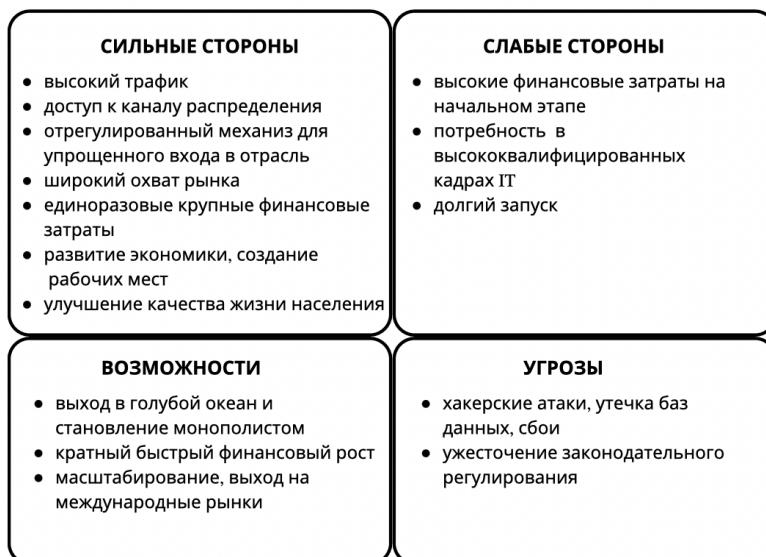 СИЛЬНЫЕ СТОРОНЫ
• высокий трафик
• доступ к каналу распределения
• отрегулированный механиз для
упрощенного входа в отрасль
• широкий охват рынка
• единоразовые крупные финансовые
затраты
• развитие экономики, создание
рабочих мест
• улучшение качества жизни населения
СЛАБЫЕ СТОРОНЫ
• высокие финансовые затраты на
начальном этапе
• потребность в
высококвалифицированных
кадрах IT
• долгий запуск
ВОЗМОЖНОСТИ
• выход в голубой океан и
становление монополистом
• кратный быстрый финансовый рост
• масштабирование, выход на
международные рынки
УГРОЗЫ
• хакерские атаки, утечка баз
данных, сбои
• ужесточение законодательного
регулирования